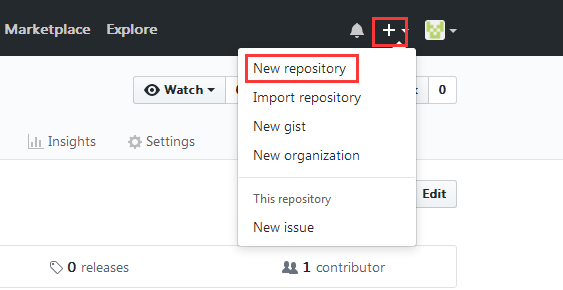 Marketplace Explore
New repository
Watch 0
Import repository
New gist
Insights Settings
New organization
This repository
Edit
New issue
0 releases
1 contributor